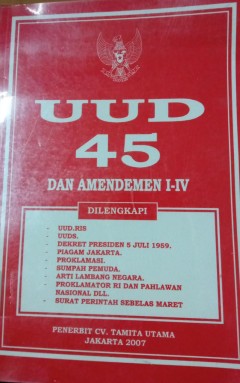 UUD
45
DAN AMENDEMEN I-IV
DILENGKAPI
- UUD.RIS
- UUDS.
- DEKRET PRESIDEN 5 JULI 1959.
- PIAGAM JAKARTA.
- PROKLAMASI.
- SUMPAH PEMUDA.
- ARTI LAMBANG NEGARA.
- PROKLAMATOR RI DAN PAHLAWAN
NASIONAL DLL.
- SURAT PERINTAH SEBELAS MARET
PENERBIT CV. TAMITA UTAMA
JAKARTA 2007